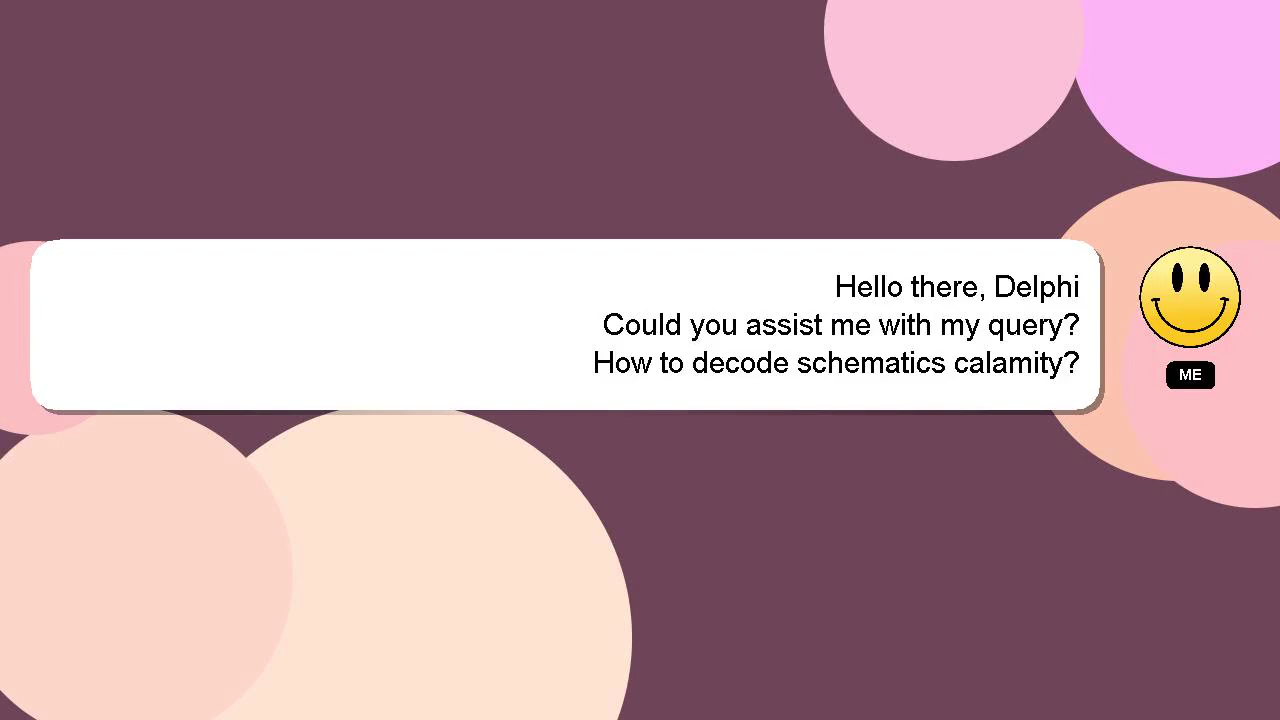 Hello there, Delphi
Could you assist me with my query?
How to decode schematics calamity?
ME